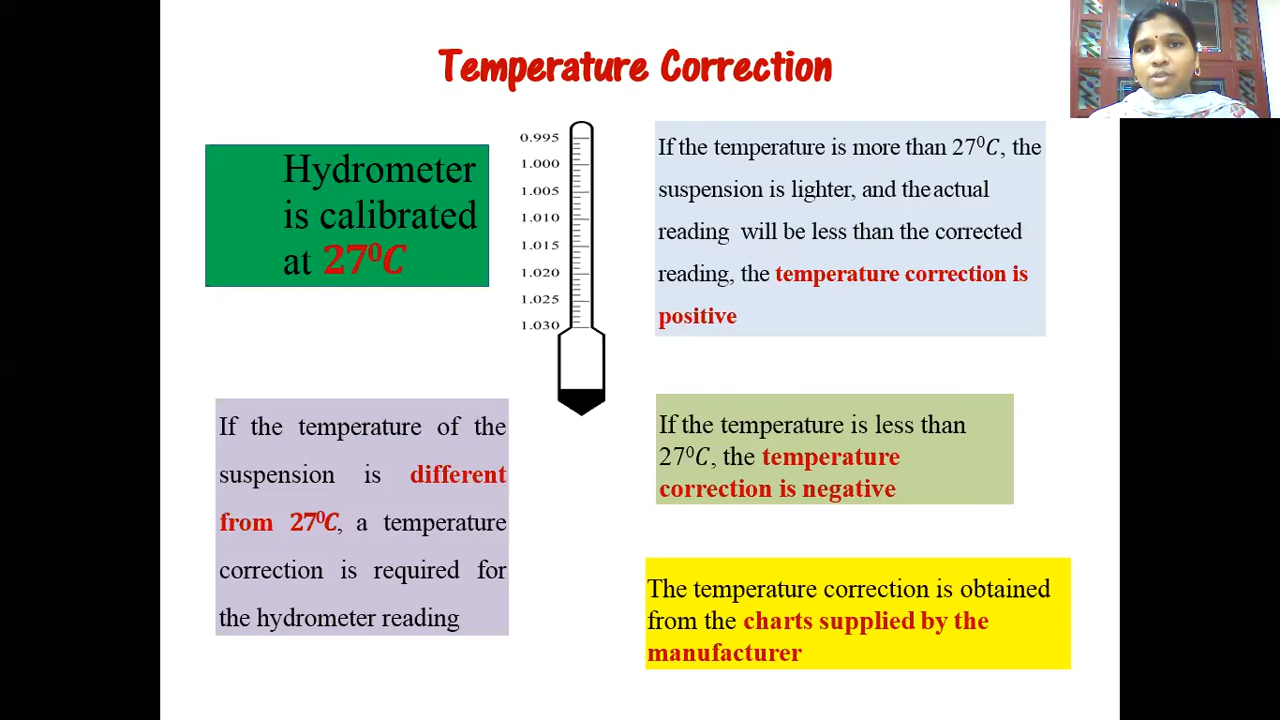 Temperature Correction
Hydrometer
is calibrated
at 27⁰C
0.995
1.000
1.005
1.010
1.015
1.020
1.025
1.030
If the temperature is more than 27⁰C, the
suspension is lighter, and the actual
reading will be less than the corrected
reading, the temperature correction is
positive
If the temperature of the
suspension is different
from 27⁰C, a temperature
correction is required for
the hydrometer reading
If the temperature is less than
27⁰C, the temperature
correction is negative
The temperature correction is obtained
from the charts supplied by the
manufacturer